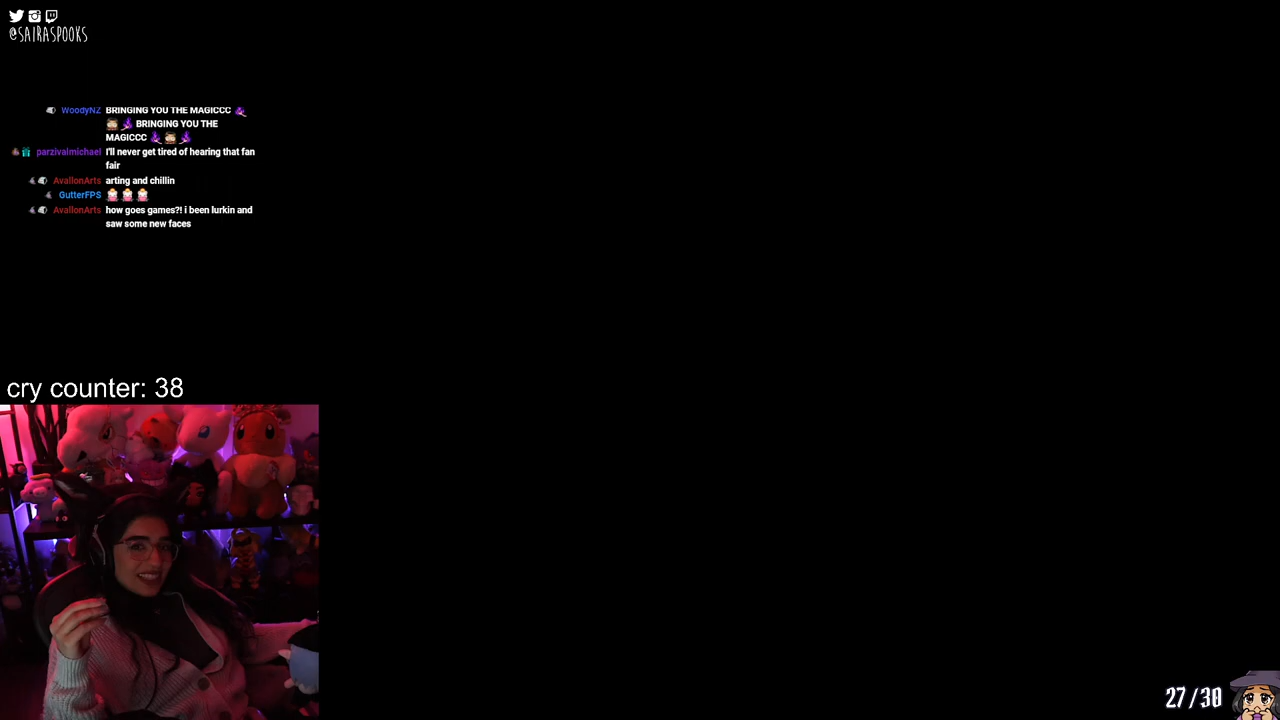 @SAIRASPOOKS
WoodyNZ BRINGING YOU THE MAGICCC
BRINGING YOU THE
MAGICCC
parzivalmichael I'll never get tired of hearing that fan
fair
AvallonArts arting and chillin
GutterFPS
AvallonArts how goes games?! i been lurkin and
saw some new faces
cry counter: 38
27/30